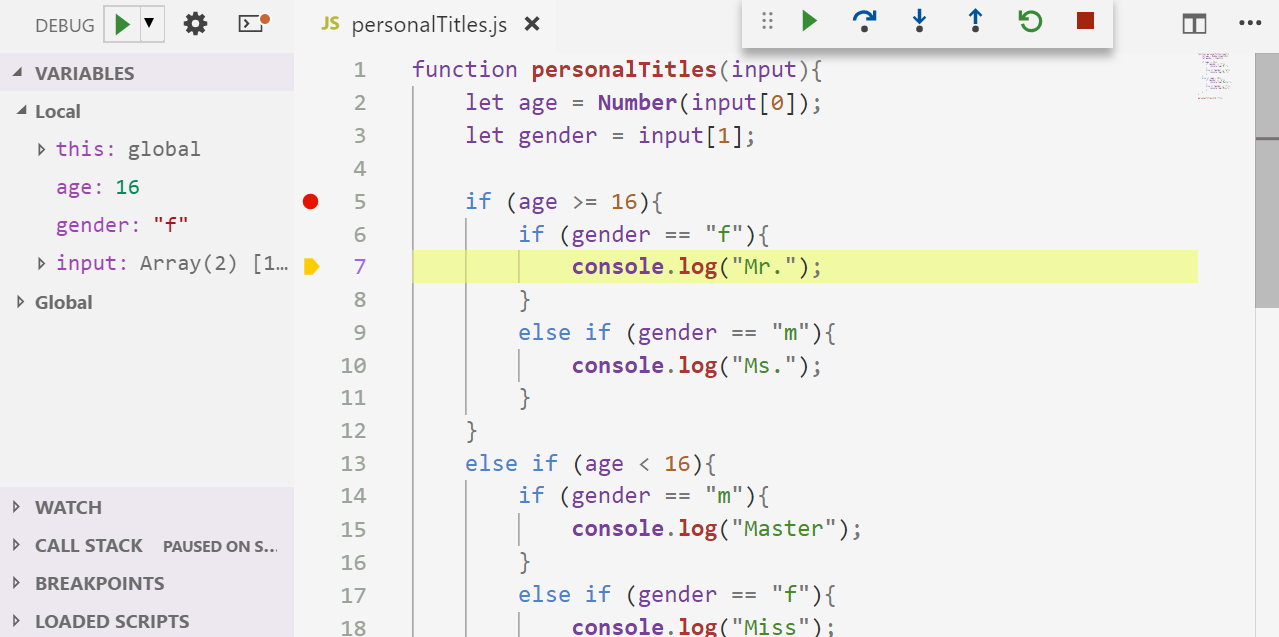 DEBUG
JS personalTitles.js
VARIABLES
Local
this: global
age: 16
gender: "f"
input: Array(2) [1…
Global
WATCH
CALL STACK PAUSED ON S…
BREAKPOINTS
LOADED SCRIPTS
1 function personalTitles(input){
2 let age = Number(input[0]);
3 let gender = input[1];
4
5 if (age >= 16){
6 if (gender == "f"){
7 console.log("Mr.");
8 }
9 else if (gender == "m"){
10 console.log("Ms.");
11 }
12 }
13 else if (age < 16){
14 if (gender == "m"){
15 console.log("Master");
16 }
17 else if (gender == "f"){
18 console.log("Miss");